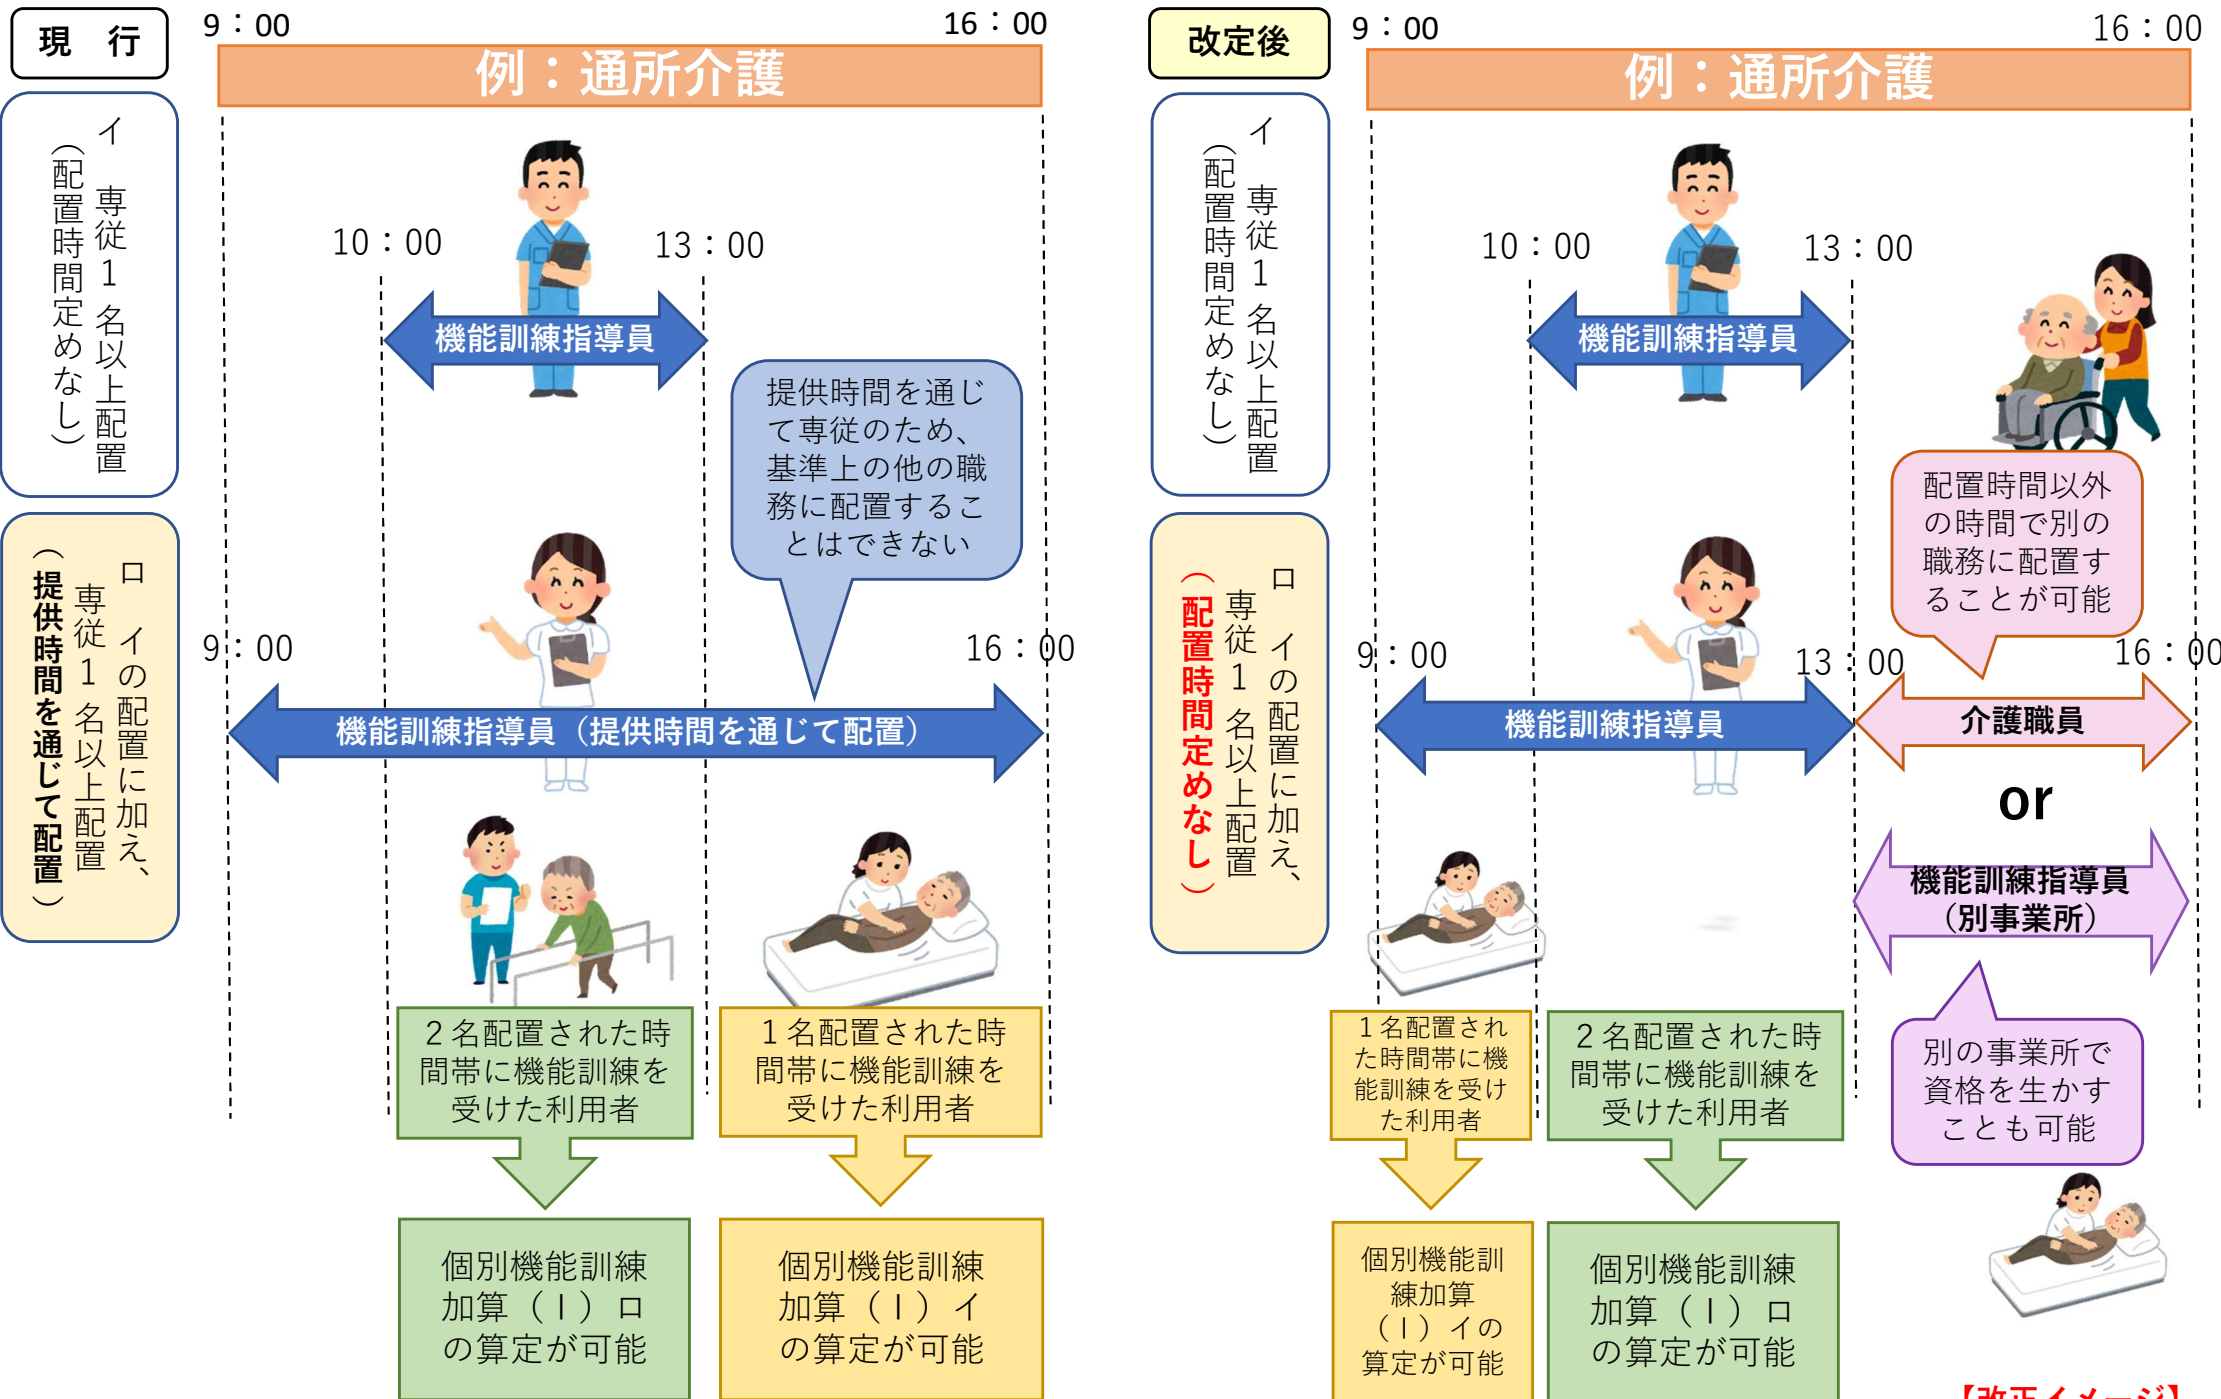 現　行
9：00
16：00
例：通所介護
イ　専従１名以上配置
（配置時間定めなし）
10：00
13：00
機能訓練指導員
提供時間を通じ
て専従のため、
基準上の他の職
務に配置するこ
とはできない
ロ　イの配置に加え、
専従１名以上配置
（提供時間を通じて配置）
9：00
16：00
機能訓練指導員（提供時間を通じて配置）
２名配置された時
間帯に機能訓練を
受けた利用者
１名配置された時
間帯に機能訓練を
受けた利用者
個別機能訓練
加算（Ⅰ）ロ
の算定が可能
個別機能訓練
加算（Ⅰ）イ
の算定が可能
改定後
9：00
16：00
例：通所介護
イ　専従１名以上配置
（配置時間定めなし）
10：00
13：00
機能訓練指導員
配置時間以外
の時間で別の
職務に配置す
ることが可能
ロ　イの配置に加え、
専従１名以上配置
（配置時間定めなし）
9：00
13：00
16：00
機能訓練指導員
介護職員
or
機能訓練指導員
（別事業所）
別の事業所で
資格を生かす
ことも可能
１名配置され
た時間帯に機
能訓練を受け
た利用者
２名配置された時
間帯に機能訓練を
受けた利用者
個別機能訓
練加算
（Ⅰ）イの
算定が可能
個別機能訓練
加算（Ⅰ）ロ
の算定が可能
【改正イメージ】